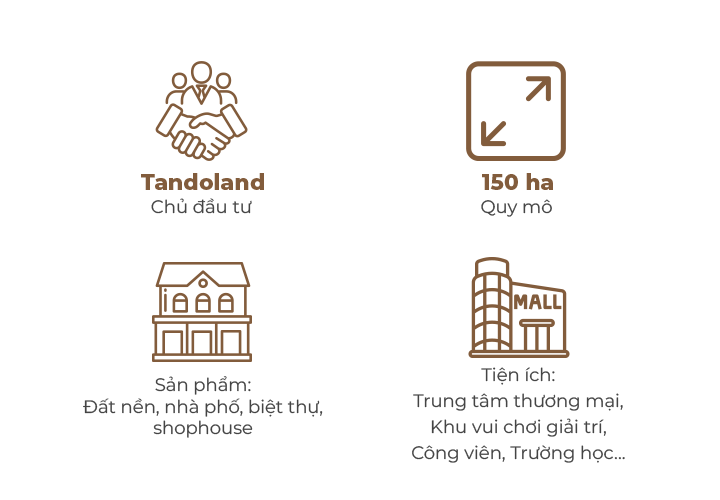 Tandoland
Chủ đầu tư
150 ha
Quy mô
Sản phẩm:
Đất nền, nhà phố, biệt thự,
shophouse
MALL
Tiện ích:
Trung tâm thương mại,
Khu vui chơi giải trí,
Công viên, Trường học...